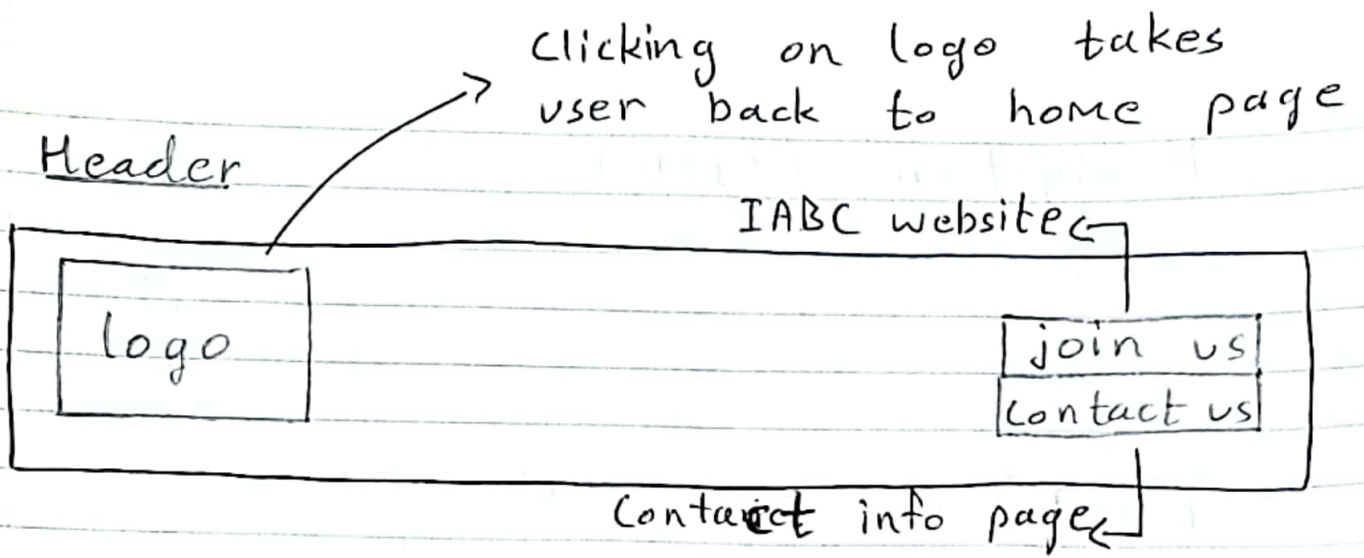 Clicking on logo takes
user back to home page
Header
IABC website
logo
join us
contact us
Contact info page